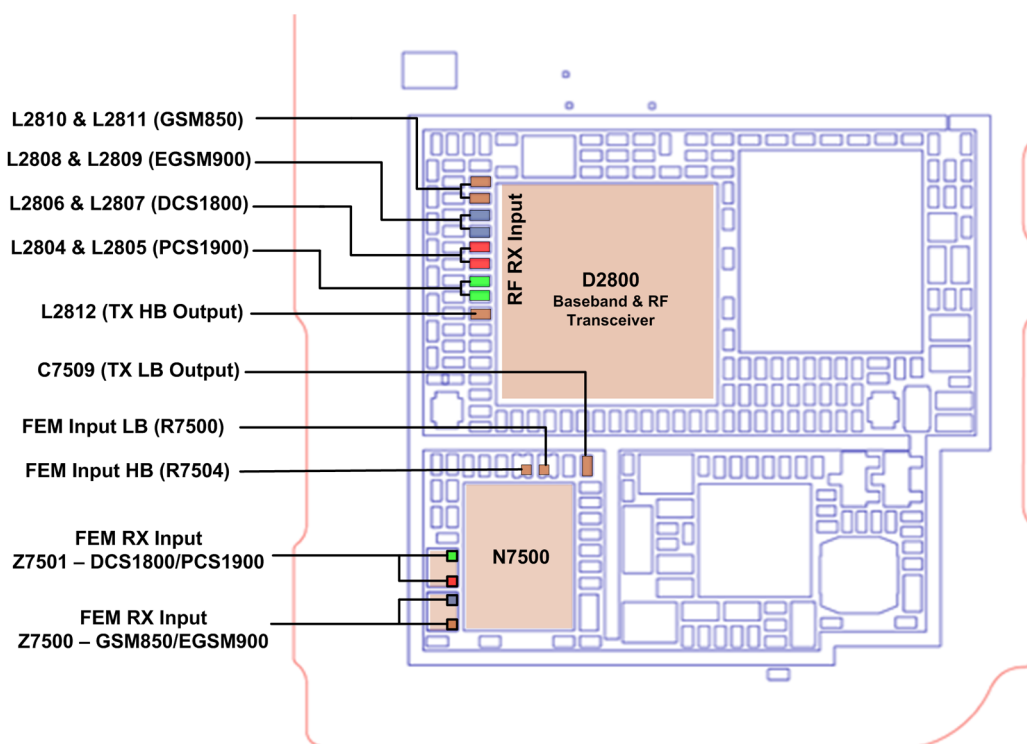 L2810 & L2811 (GSM850)
L2808 & L2809 (EGSM900)
L2806 & L2807 (DCS1800)
L2804 & L2805 (PCS1900)
L2812 (TX HB Output)
C7509 (TX LB Output)
FEM Input LB (R7500)
FEM Input HB (R7504)
FEM RX Input
Z7501 – DCS1800/PCS1900
FEM RX Input
Z7500 – GSM850/EGSM900
RF RX Input
D2800
Baseband & RF
Transceiver
N7500